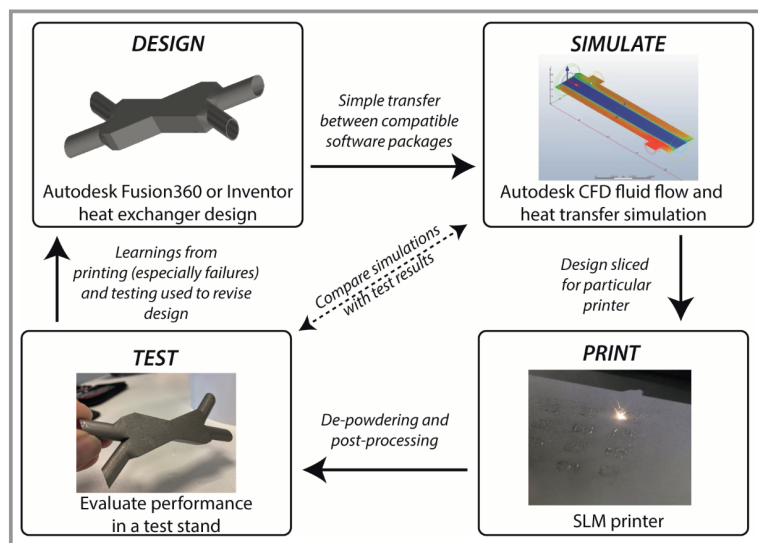 DESIGN
Autodesk Fusion360 or Inventor
heat exchanger design
Simple transfer
between compatible
software packages
SIMULATE
Autodesk CFD fluid flow and
heat transfer simulation
Learnings from
printing (especially failures)
and testing used to revise
design
Compare simulations
with test results
Design sliced
for particular
printer
TEST
Evaluate performance
in a test stand
De-powdering and
post-processing
PRINT
SLM printer